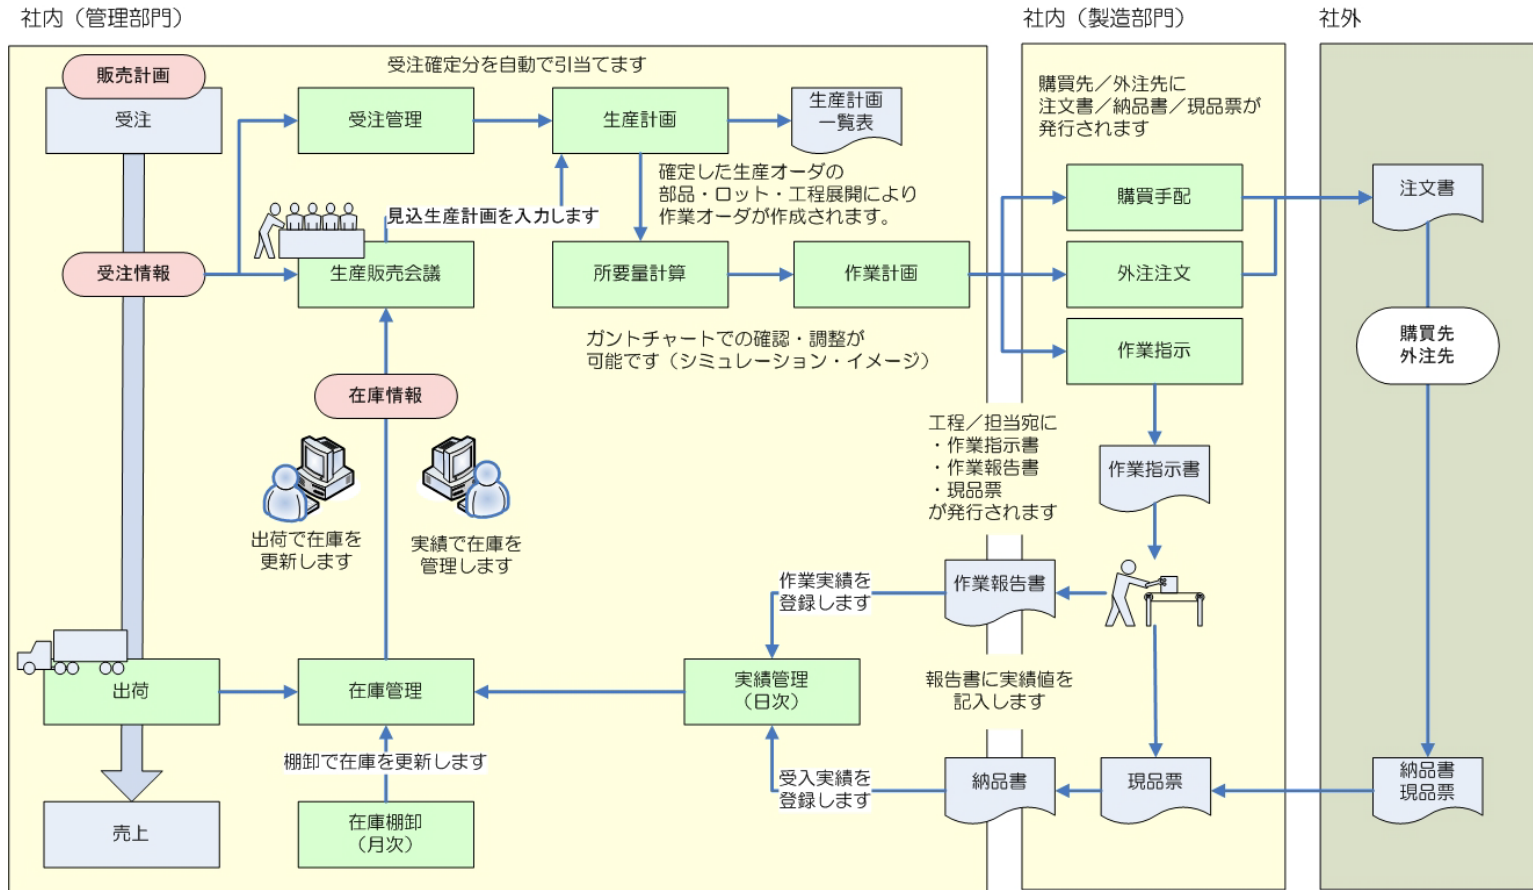 社内（管理部門）
社内（製造部門）
社外
販売計画
受注
受注確定分を自動で引当てます
受注管理
生産計画
生産計画
一覧表
購買先／外注先に
注文書／納品書／現品票が
発行されます
確定した生産オーダの
部品・ロット・工程展開により
作業オーダが作成されます。
見込生産計画を入力します
購買手配
注文書
受注情報
生産販売会議
所要量計算
作業計画
外注注文
ガントチャートでの確認・調整が
可能です（シミュレーション・イメージ）
作業指示
購買先
外注先
在庫情報
工程／担当宛に
・作業指示書
・作業報告書
・現品票
が発行されます
作業指示書
出荷で在庫を
更新します
実績で在庫を
管理します
作業実績を
登録します
作業報告書
出荷
在庫管理
実績管理
（日次）
報告書に実績値を
記入します
棚卸で在庫を更新します
受入実績を
登録します
納品書
現品票
納品書
現品票
売上
在庫棚卸
（月次）